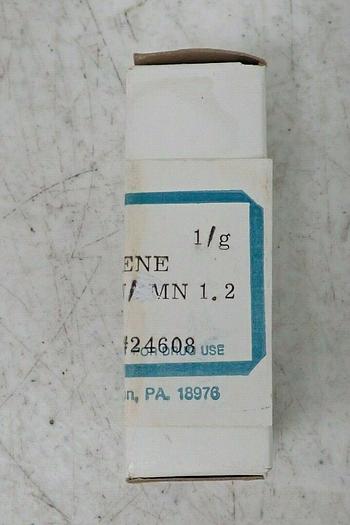 1/g
ENE
/ MN 1.2
#24608
FOR DRUG USE
n, PA. 18976